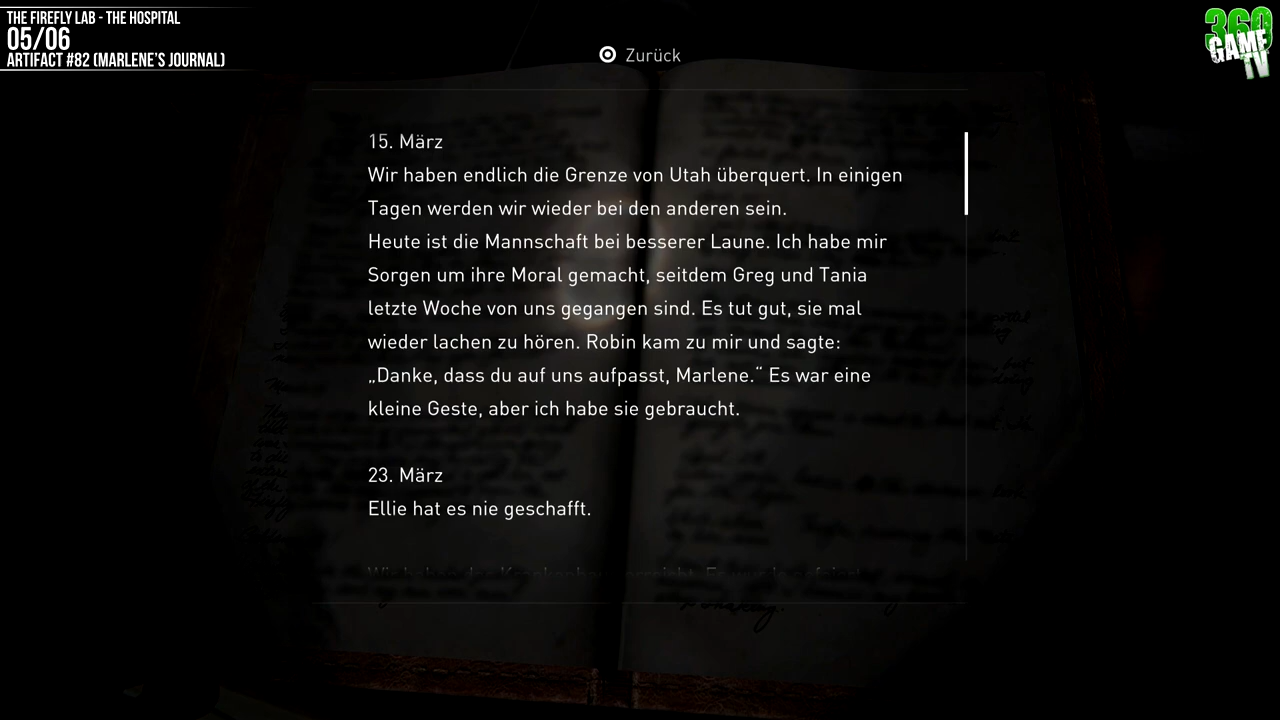 THE FIREFLY LAB - THE HOSPITAL
05/06
ARTIFACT #82 (MARLENE'S JOURNAL)
360
GAME
TV
Zurück
15. März
Wir haben endlich die Grenze von Utah überquert. In einigen
Tagen werden wir wieder bei den anderen sein.
Heute ist die Mannschaft bei besserer Laune. Ich habe mir
Sorgen um ihre Moral gemacht, seitdem Greg und Tania
letzte Woche von uns gegangen sind. Es tut gut, sie mal
wieder lachen zu hören. Robin kam zu mir und sagte:
„Danke, dass du auf uns aufpasst, Marlene.“ Es war eine
kleine Geste, aber ich habe sie gebraucht.
23. März
Ellie hat es nie geschafft.